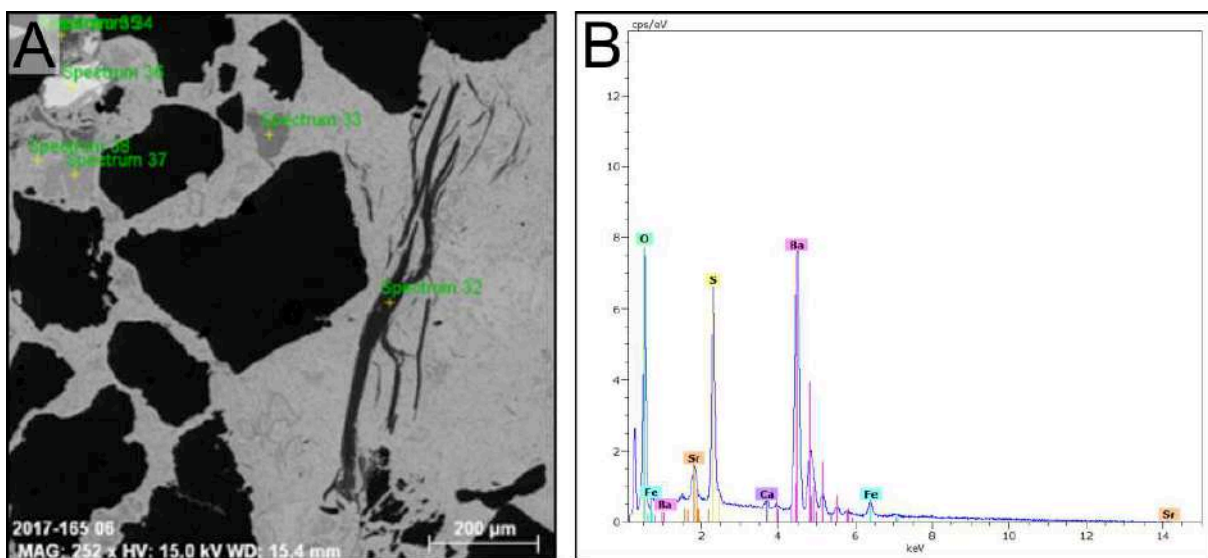 A
Spectrum 36
Spectrum 33
Spectrum 37
Spectrum 32
2017-165 06
MAG: 252 x HV: 15.0 kV WD: 15.4 mm
200 µm
B
cps/eV
12
10
8
6
4
2
0
O
Fe
Ba
Sr
S
Ca
Ba
Fe
Sr
2 4 6 8 10 12 14
keV